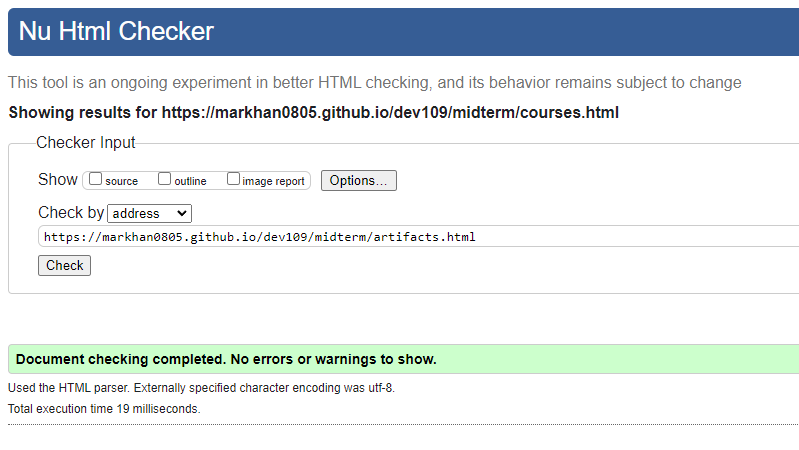 Nu Html Checker
This tool is an ongoing experiment in better HTML checking, and its behavior remains subject to change
Showing results for https://markhan0805.github.io/dev109/midterm/courses.html
Checker Input
Show source outline image report Options...
Check by address
https://markhan0805.github.io/dev109/midterm/artifacts.html
Check
Document checking completed. No errors or warnings to show.
Used the HTML parser. Externally specified character encoding was utf-8.
Total execution time 19 milliseconds.